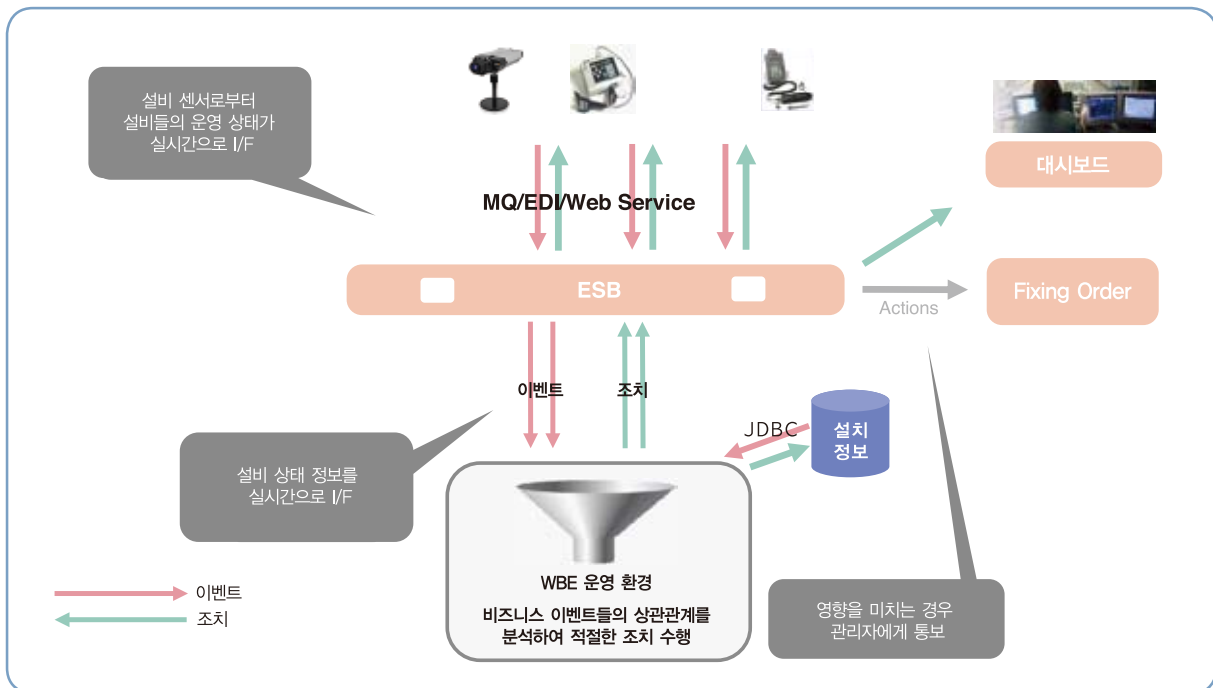 설비 센서로부터
설비들의 운영 상태가
실시간으로 I/F
대시보드
MQ/EDI/Web Service
ESB
Actions
Fixing Order
이벤트
조치
JDBC
설치
정보
설비 상태 정보를
실시간으로 I/F
WBE 운영 환경
비즈니스 이벤트들의 상관관계를
분석하여 적절한 조치 수행
이벤트
조치
영향을 미치는 경우
관리자에게 통보